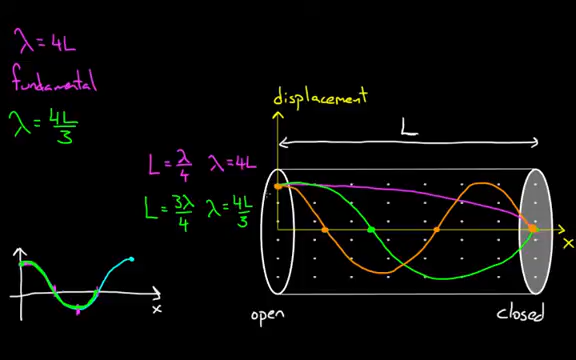 λ = 4L
fundamental
λ = 4L/3
displacement
L
L = λ/4 λ = 4L
L = 3λ/4 λ = 4L/3
x
x
open
closed